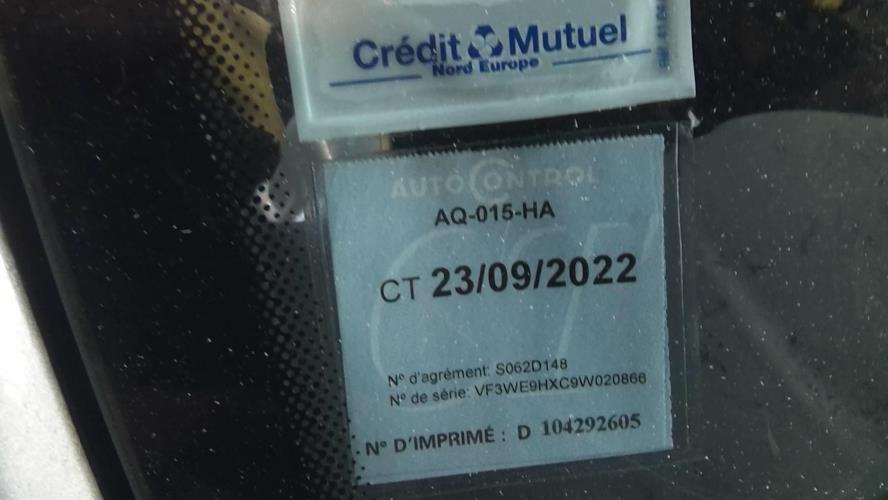 Crédit Mutuel
Nord Europe
AUTOCONTROL
AQ-015-HA
CT 23/09/2022
N° d'agrément: S062D148
N° de série: VF3WE9HXC9W020866
N° D'IMPRIMÉ : D 104292605